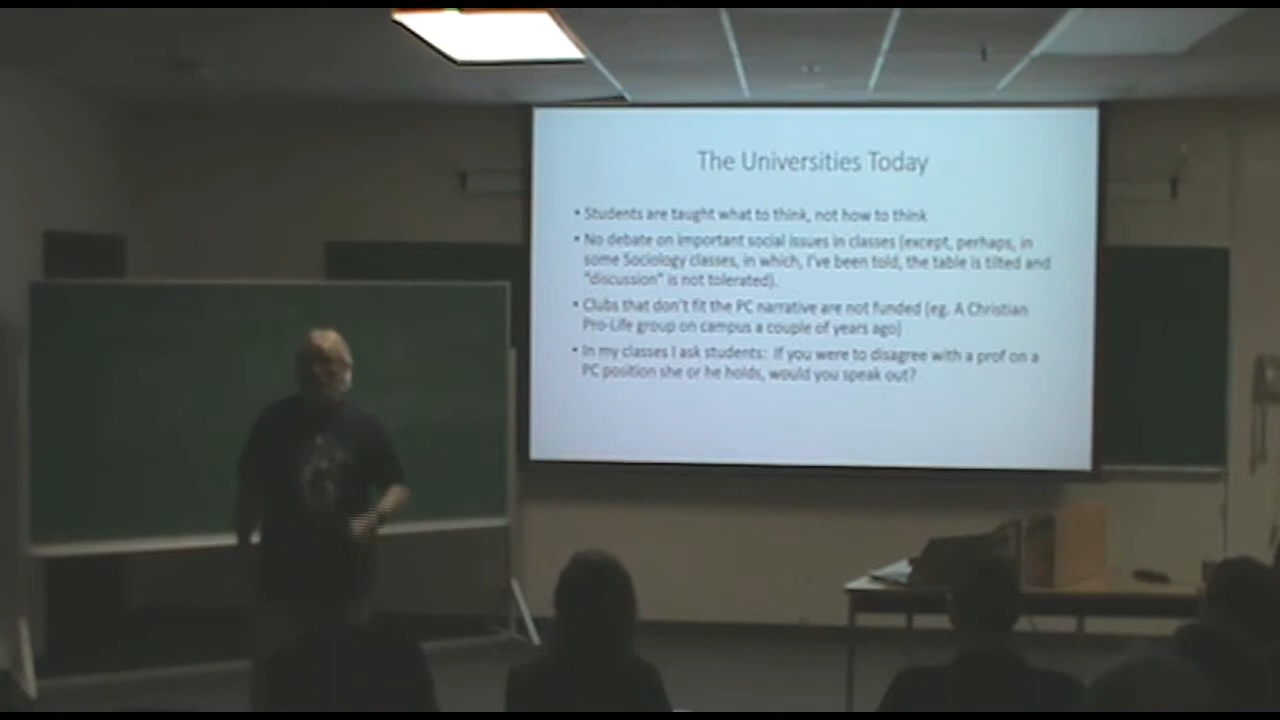 The Universities Today
• Students are taught what to think, not how to think
• No debate on important social issues in classes (except, perhaps, in
some Sociology classes, in which, I've been told, the table is tilted and
"discussion" is not tolerated).
• Clubs that don't fit the PC narrative are not funded (eg. A Christian
Pro-Life group on campus a couple of years ago)
• In my classes I ask students: If you were to disagree with a prof on a
PC position she or he holds, would you speak out?